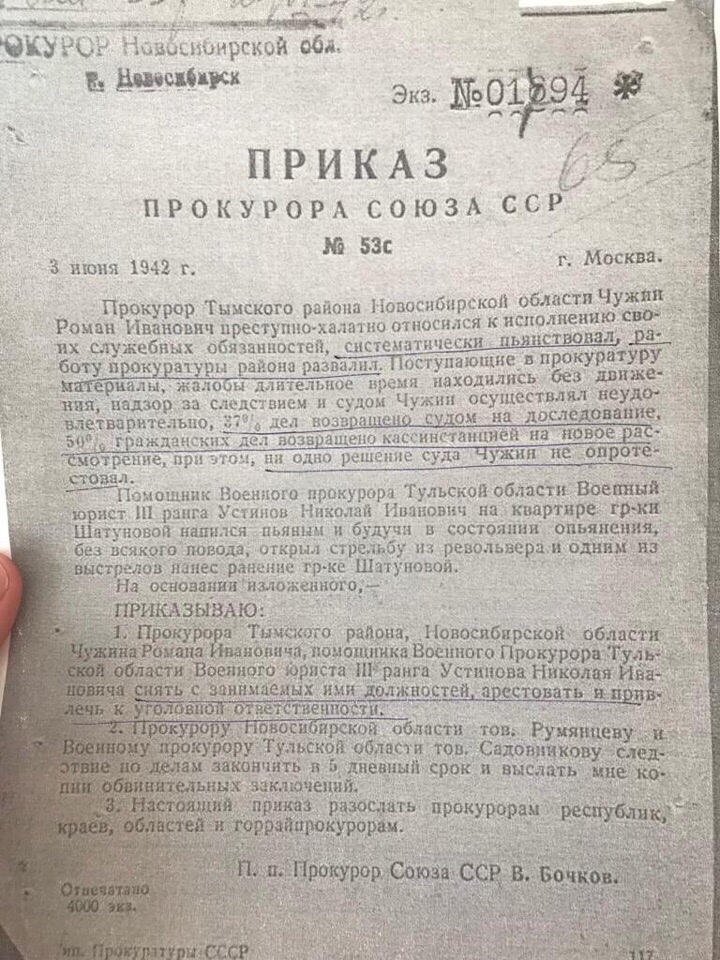 ПРОКУРОР Новосибирской обл.
г. Новосибирск
Экз. № 01894 *
65
ПРИКАЗ
ПРОКУРОРА СОЮЗА ССР
№ 53с
3 июня 1942 г. г. Москва.
Прокурор Тымского района Новосибирской области Чужин
Роман Иванович преступно-халатно относился к исполнению сво-
их служебных обязанностей, систематически пьянствовал, ра-
боту прокуратуры района развалил. Поступающие в прокуратуру
материалы, жалобы длительное время находились без движе-
ния, надзор за следствием и судом Чужин осуществлял неудо-
влетварительно, 37% дел возвращено судом на доследование,
50% гражданских дел возвращено кассинстанцией на новое рас-
смотрение, при этом, ни одно решение суда Чужин не опроте-
стовал.
Помощник Военного прокурора Тульской области Военный
юрист III ранга Устинов Николай Иванович на квартире гр-ки
Шатуновой напился пьяным и будучи в состоянии опьянения,
без всякого повода, открыл стрельбу из револьвера и одним из
выстрелов нанес ранение гр-ке Шатуновой.
На основании изложенного,—
ПРИКАЗЫВАЮ:
1. Прокурора Тымского района, Новосибирской области
Чужина Романа Ивановича, помощника Военного Прокурора Туль-
ской области Военного юриста III ранга Устинова Николая Ива-
новича снять с занимаемых ими должностей, арестовать и прив-
лечь к уголовной ответственности.
2. Прокурору Новосибирской области тов. Румянцеву и
Военному прокурору Тульской области тов. Садовникову след-
ствие по делам закончить в 5 дневный срок и выслать мне ко-
пии обвинительных заключений.
3. Настоящий приказ разослать прокурорам республик,
краев, областей и горрайпрокурорам.
П. п. Прокурор Союза ССР В. Бочков.
Отпечатано
4000 экз.
ип. Прокуратуры СССР 117